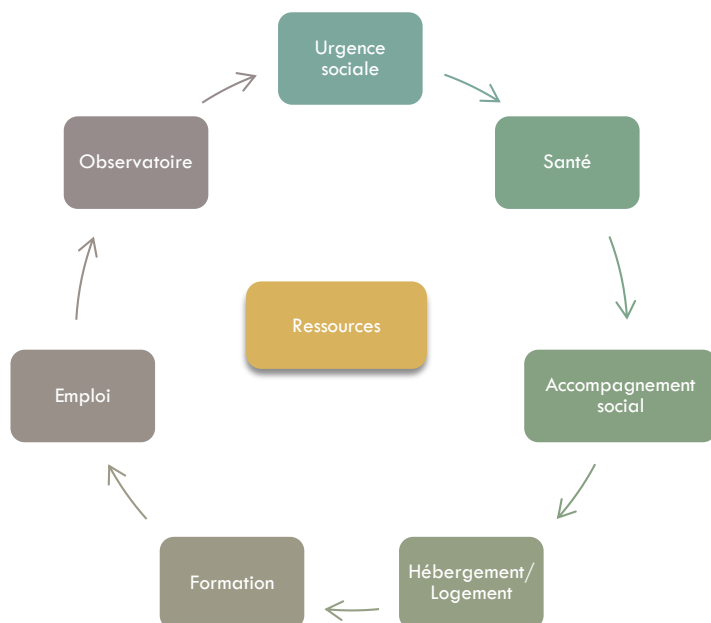 Urgence
sociale
Santé
Accompagnement
social
Hébergement/
Logement
Formation
Emploi
Observatoire
Ressources